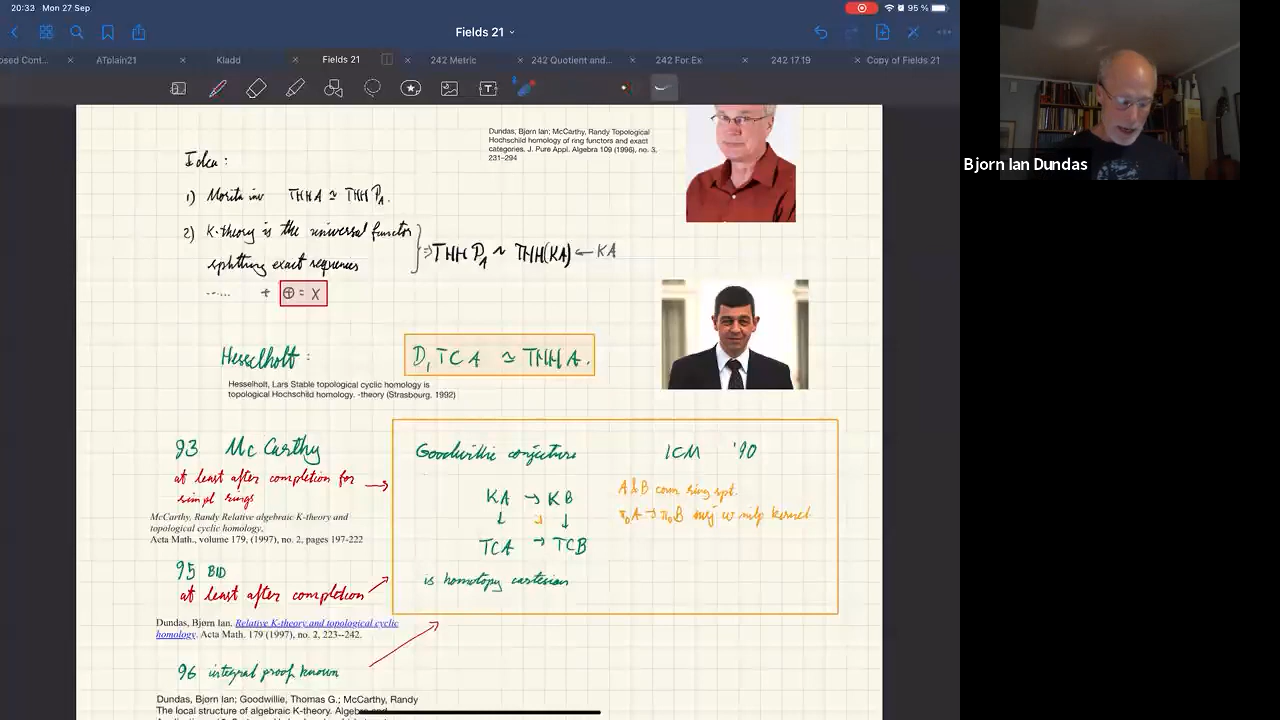 20:33 Mon 27 Sep
95 %
Fields 21
osed Cont...
ATplain21
Kladd
Fields 21
242 Metric
242 Quotient and...
242 For Ex
242 17.19
Copy of Fields 21
Bjorn Ian Dundas
Dundas, Bjørn Ian; McCarthy, Randy Topological
Hochschild homology of ring functors and exact
categories. J. Pure Appl. Algebra 109 (1996), no. 3,
231–294
Idea:
1) Morita inv THHA ≃ THH P_A.
2) K-theory is the universal functor
splitting exact sequences
⇒ THH P_A ~ THH(KA) ← KA
..... + ⊕ = X
Hesselholt:
D₁TCA ≃ THHA.
Hesselholt, Lars Stable topological cyclic homology is
topological Hochschild homology. -theory (Strasbourg, 1992)
93 McCarthy
at least after completion for
simpl rings
McCarthy, Randy Relative algebraic K-theory and
topological cyclic homology,
Acta Math., volume 179, (1997), no. 2, pages 197-222
95 BID
at least after completion
Dundas, Bjørn Ian. Relative K-theory and topological cyclic
homology. Acta Math. 179 (1997), no. 2, 223--242.
96 integral proof known
Dundas, Bjørn Ian; Goodwillie, Thomas G.; McCarthy, Randy
The local structure of algebraic K-theory. Algebra and
Goodwillie conjecture ICM '90
KA → KB
↓ ↓
TCA → TCB
is homotopy cartesian
A & B conn ring spt.
π₀A → π₀B surj w nilp kernel